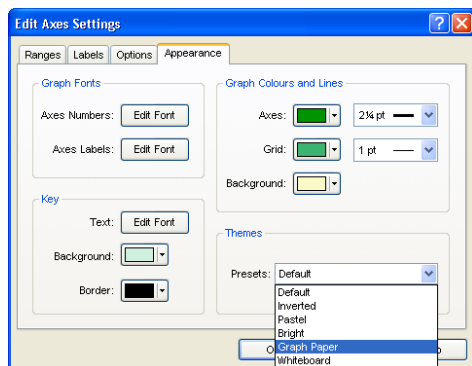 Edit Axes Settings
Ranges Labels Options Appearance
Graph Fonts
Axes Numbers: Edit Font
Axes Labels: Edit Font
Key
Text: Edit Font
Background:
Border:
Graph Colours and Lines
Axes: 2¼ pt
Grid: 1 pt
Background:
Themes
Presets: Default
Default
Inverted
Pastel
Bright
Graph Paper
Whiteboard